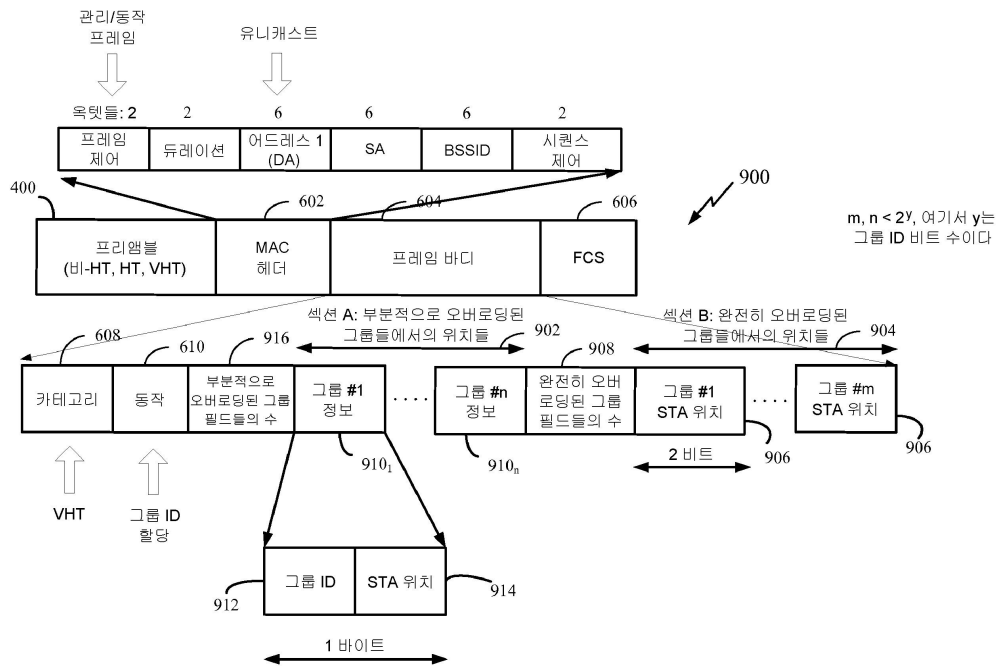 관리/동작
프레임
유니캐스트
옥텟들: 2
2
6
6
6
2
프레임
제어
듀레이션
어드레스 1
(DA)
SA
BSSID
시퀀스
제어
400
602
604
606
900
프리앰블
(비-HT, HT, VHT)
MAC
헤더
프레임 바디
FCS
m, n < 2^y, 여기서 y는
그룹 ID 비트 수이다
섹션 A: 부분적으로 오버로딩된
그룹들에서의 위치들
902
섹션 B: 완전히 오버로딩된
그룹들에서의 위치들
904
608
610
916
908
카테고리
동작
부분적으로
오버로딩된 그룹
필드들의 수
그룹 #1
정보
· · · ·
그룹 #n
정보
완전히 오버
로딩된 그룹
필드들의 수
그룹 #1
STA 위치
· · · ·
그룹 #m
STA 위치
910₁
910ₙ
906
906
2 비트
VHT
그룹 ID
할당
912
그룹 ID
STA 위치
914
1 바이트